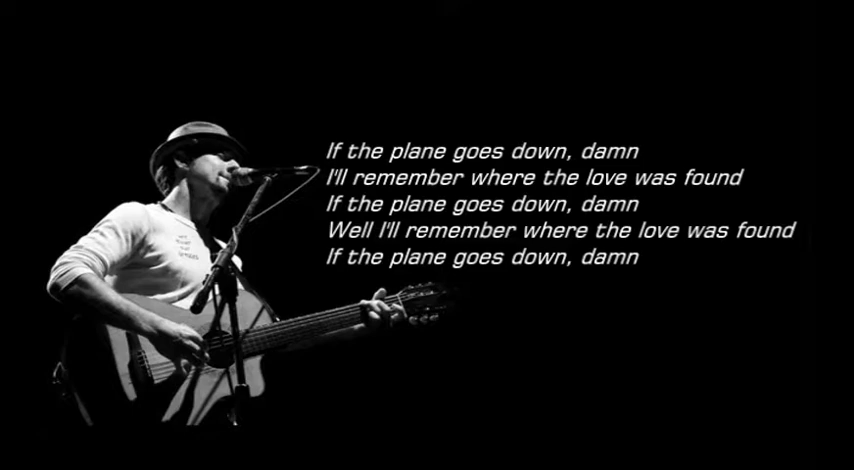 If the plane goes down, damn
I'll remember where the love was found
If the plane goes down, damn
Well I'll remember where the love was found
If the plane goes down, damn